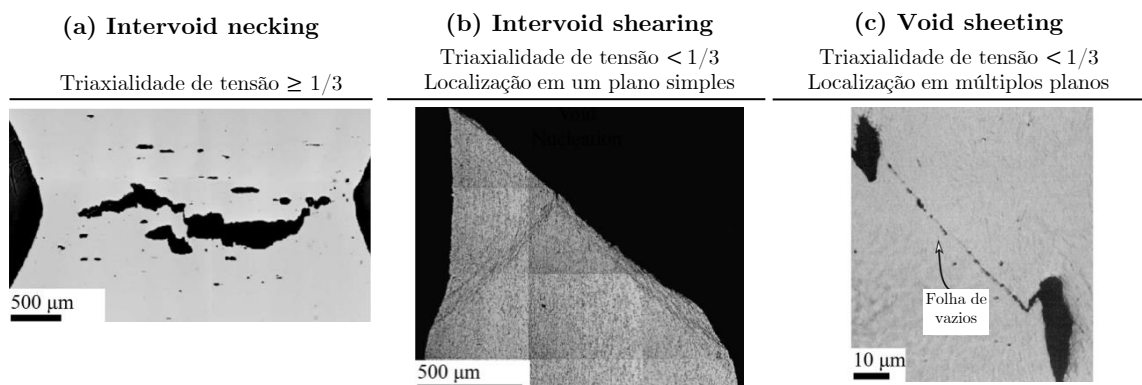 (a) Intervoid necking
Triaxialidade de tensão ≥ 1/3
500 μm
(b) Intervoid shearing
Triaxialidade de tensão < 1/3
Localização em um plano simples
Void
Nucleation
500 μm
(c) Void sheeting
Triaxialidade de tensão < 1/3
Localização em múltiplos planos
Folha de
vazios
10 μm